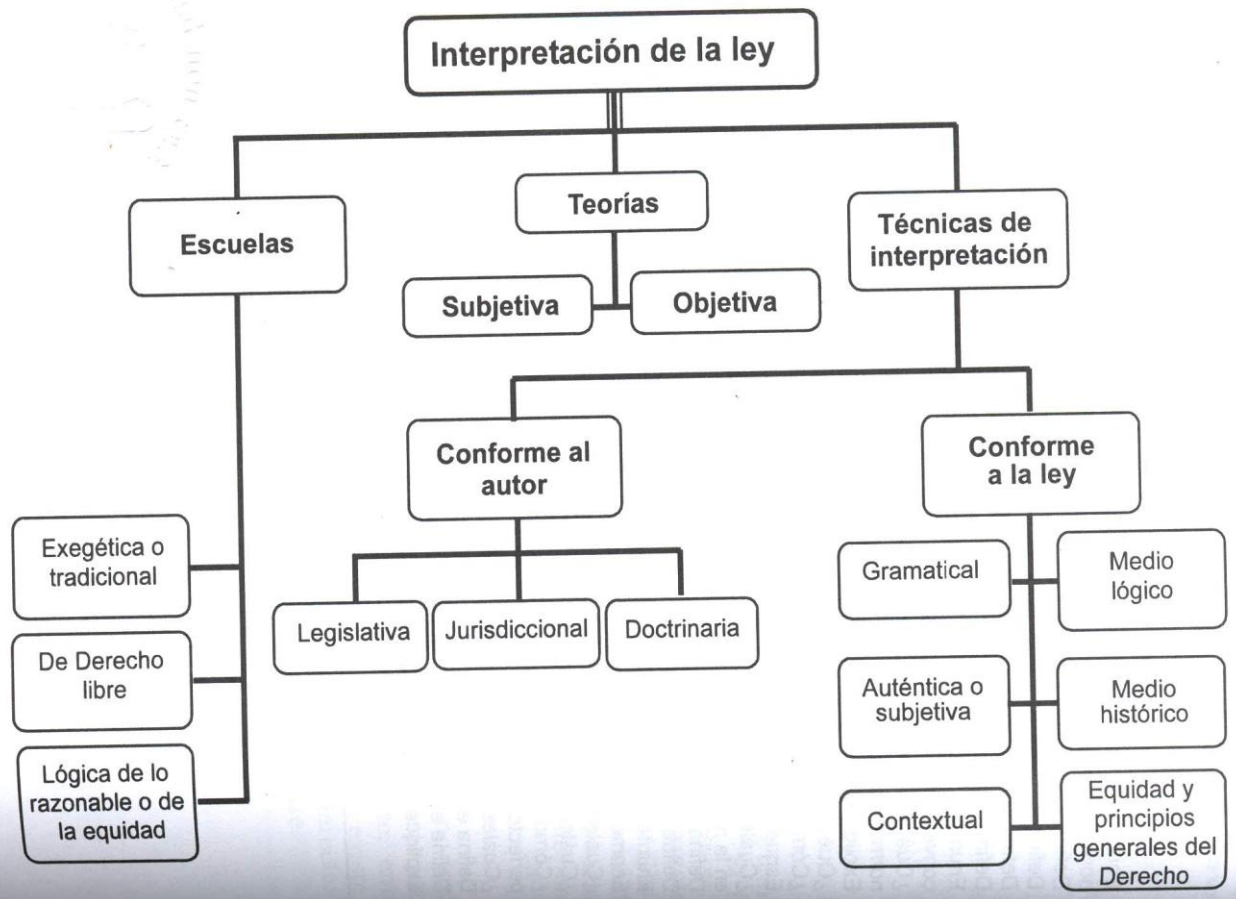 Interpretación de la ley
Escuelas
Teorías
Técnicas de
interpretación
Subjetiva
Objetiva
Conforme al
autor
Conforme
a la ley
Exegética o
tradicional
De Derecho
libre
Lógica de lo
razonable o de
la equidad
Legislativa
Jurisdiccional
Doctrinaria
Gramatical
Medio
lógico
Auténtica o
subjetiva
Medio
histórico
Contextual
Equidad y
principios
generales del
Derecho